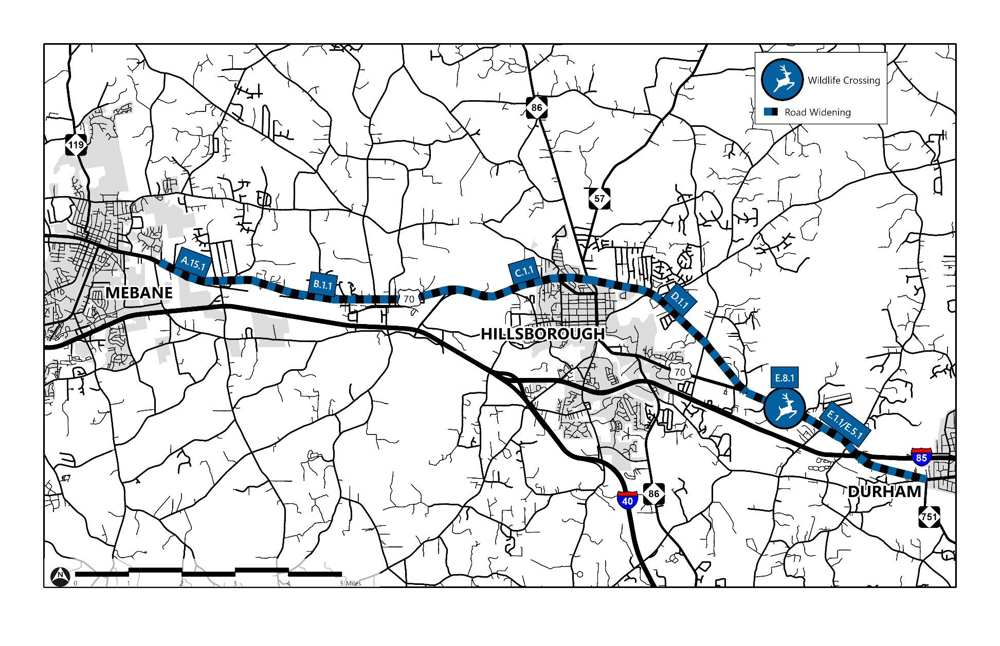 Wildlife Crossing
Road Widening
86
119
57
A.15.1
C.1.1
B.1.1
MEBANE
70
D.1.1
HILLSBOROUGH
70
E.8.1
E.1.1/E.5.1
85
DURHAM
86
40
751
N
0 1 2 3 4 5 Miles